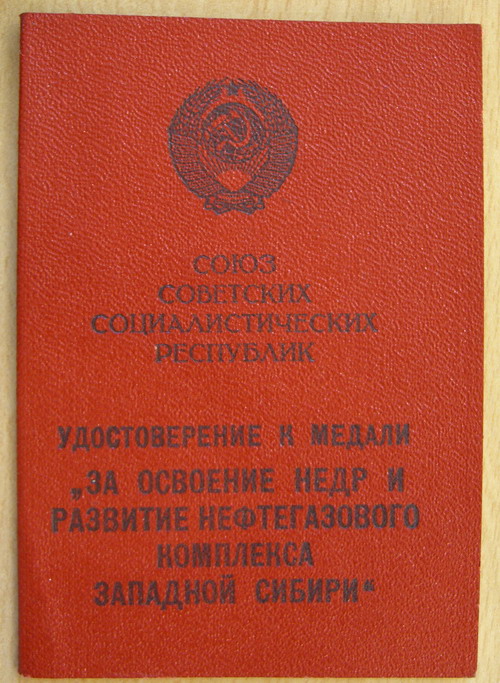 СОЮЗ
СОВЕТСКИХ
СОЦИАЛИСТИЧЕСКИХ
РЕСПУБЛИК
УДОСТОВЕРЕНИЕ К МЕДАЛИ
„ЗА ОСВОЕНИЕ НЕДР И
РАЗВИТИЕ НЕФТЕГАЗОВОГО
КОМПЛЕКСА
ЗАПАДНОЙ СИБИРИ“